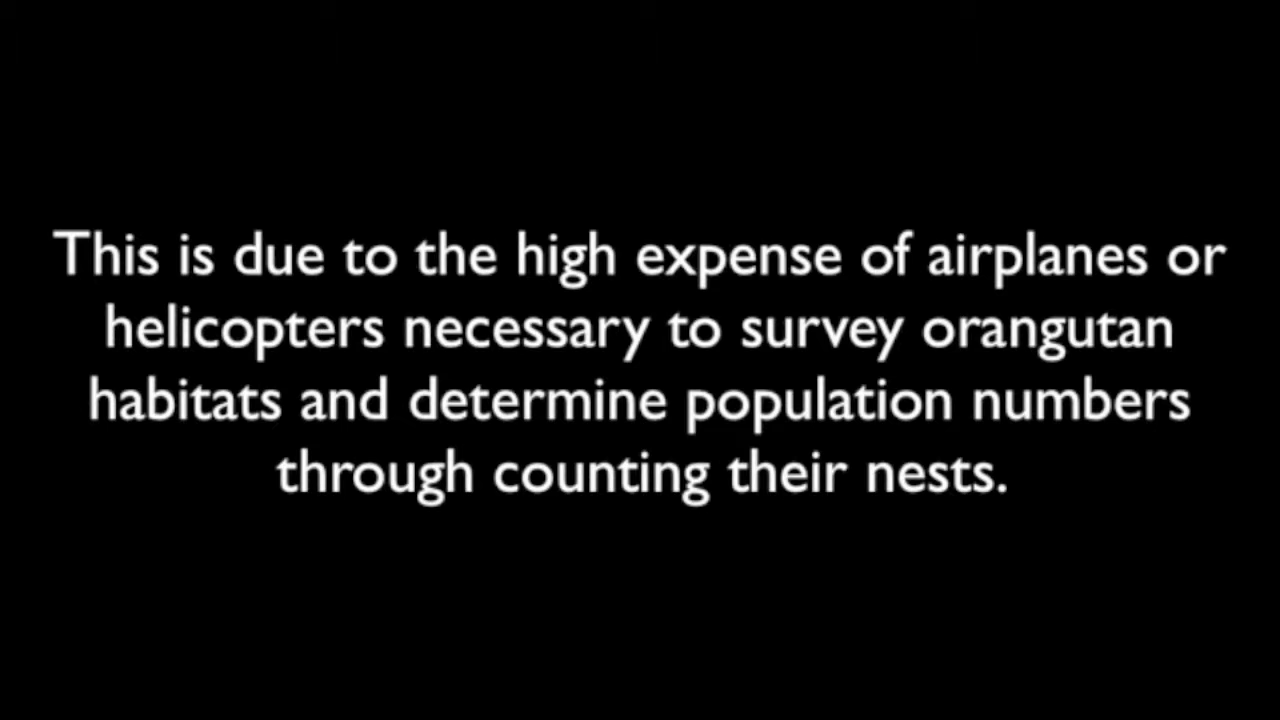 This is due to the high expense of airplanes or
helicopters necessary to survey orangutan
habitats and determine population numbers
through counting their nests.